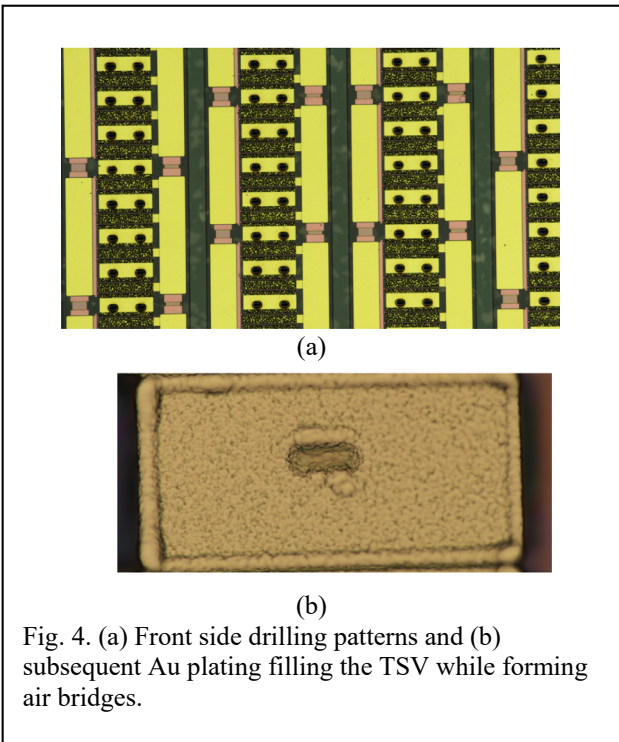 (a)
(b)
Fig. 4. (a) Front side drilling patterns and (b)
subsequent Au plating filling the TSV while forming
air bridges.